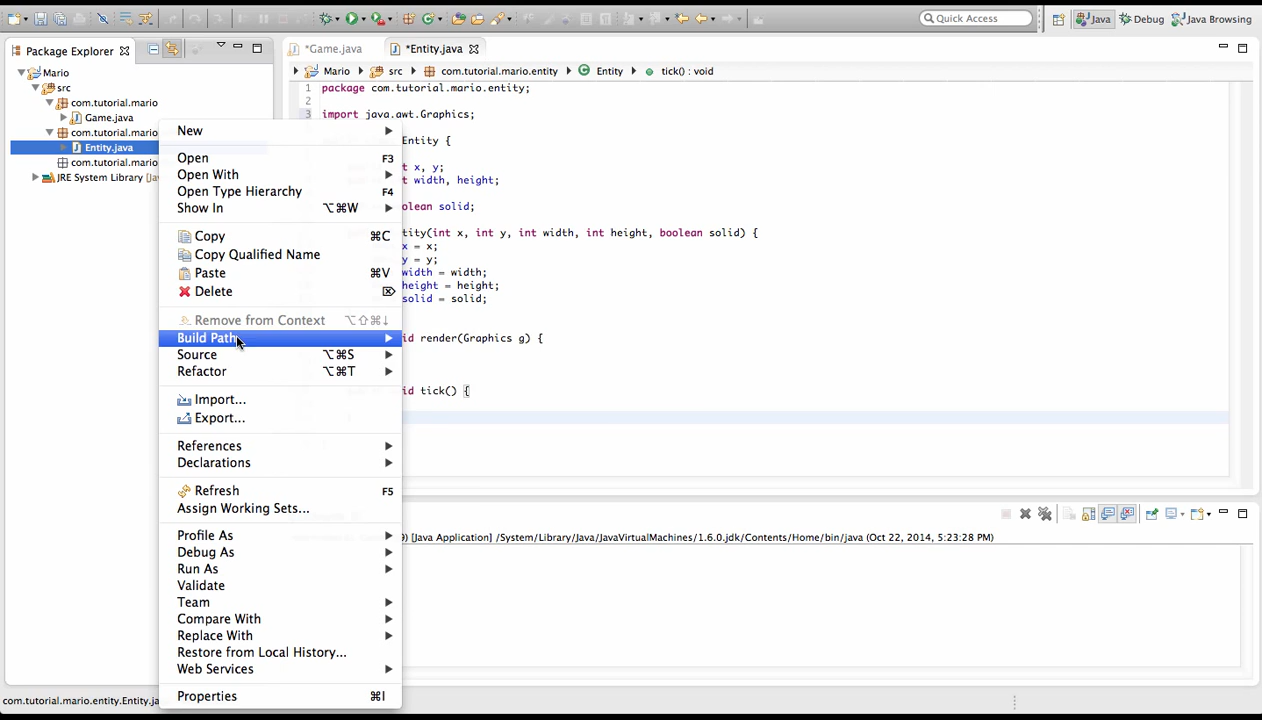 Quick Access
Java
Debug
Java Browsing
Package Explorer
*Game.java
*Entity.java
Mario
src
com.tutorial.mario.entity
Entity
tick() : void
Mario
src
com.tutorial.mario
Game.java
com.tutorial.mario
Entity.java
com.tutorial.mario
JRE System Library [Ja
1 package com.tutorial.mario.entity;
2
3 import java.awt.Graphics;
Entity {
t x, y;
t width, height;
olean solid;
tity(int x, int y, int width, int height, boolean solid) {
x = x;
y = y;
width = width;
height = height;
solid = solid;
id render(Graphics g) {
id tick() {
New
Open F3
Open With
Open Type Hierarchy F4
Show In ⌥⌘W
Copy ⌘C
Copy Qualified Name
Paste ⌘V
Delete ⌦
Remove from Context ⌥⇧⌘↓
Build Path
Source ⌥⌘S
Refactor ⌥⌘T
Import...
Export...
References
Declarations
Refresh F5
Assign Working Sets...
Profile As
Debug As
Run As
Validate
Team
Compare With
Replace With
Restore from Local History...
Web Services
Properties ⌘I
9) [Java Application] /System/Library/Java/JavaVirtualMachines/1.6.0.jdk/Contents/Home/bin/java (Oct 22, 2014, 5:23:28 PM)
com.tutorial.mario.entity.Entity.ja